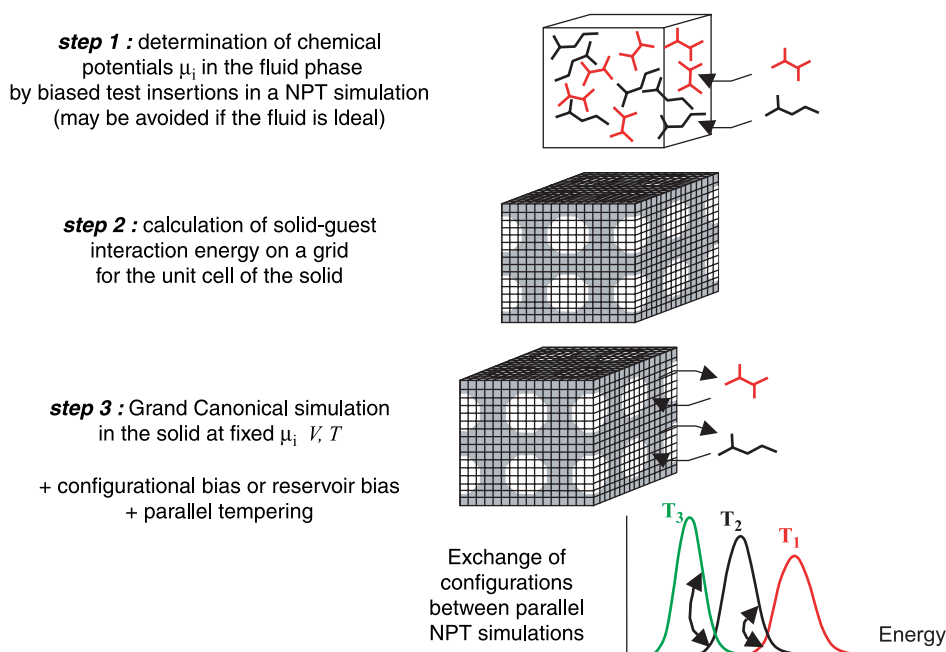 step 1 : determination of chemical
potentials μi in the fluid phase
by biased test insertions in a NPT simulation
(may be avoided if the fluid is Ideal)
step 2 : calculation of solid-guest
interaction energy on a grid
for the unit cell of the solid
step 3 : Grand Canonical simulation
in the solid at fixed μi V, T
+ configurational bias or reservoir bias
+ parallel tempering
Exchange of
configurations
between parallel
NPT simulations
T3
T2
T1
Energy